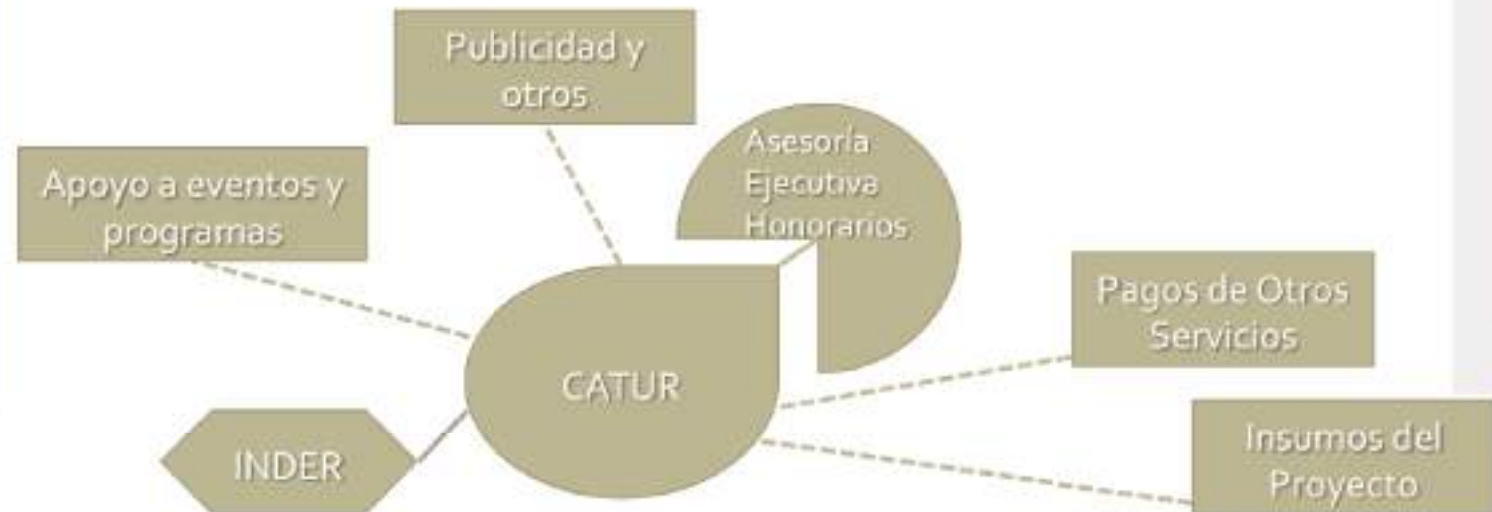 Publicidad y
otros
Asesoría
Ejecutiva
Honorarios
Apoyo a eventos y
programas
Pagos de Otros
Servicios
CATUR
INDER
Insumos del
Proyecto